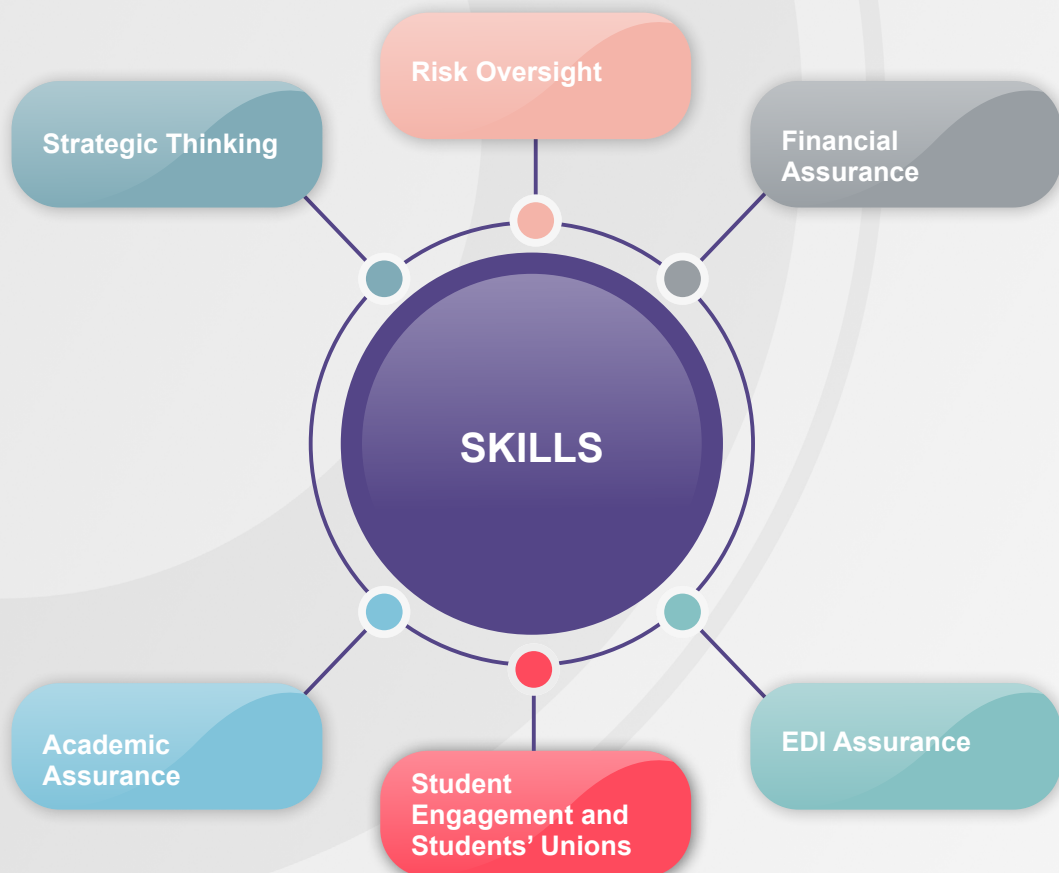 Risk Oversight
Strategic Thinking
Financial
Assurance
SKILLS
Academic
Assurance
EDI Assurance
Student
Engagement and
Students’ Unions